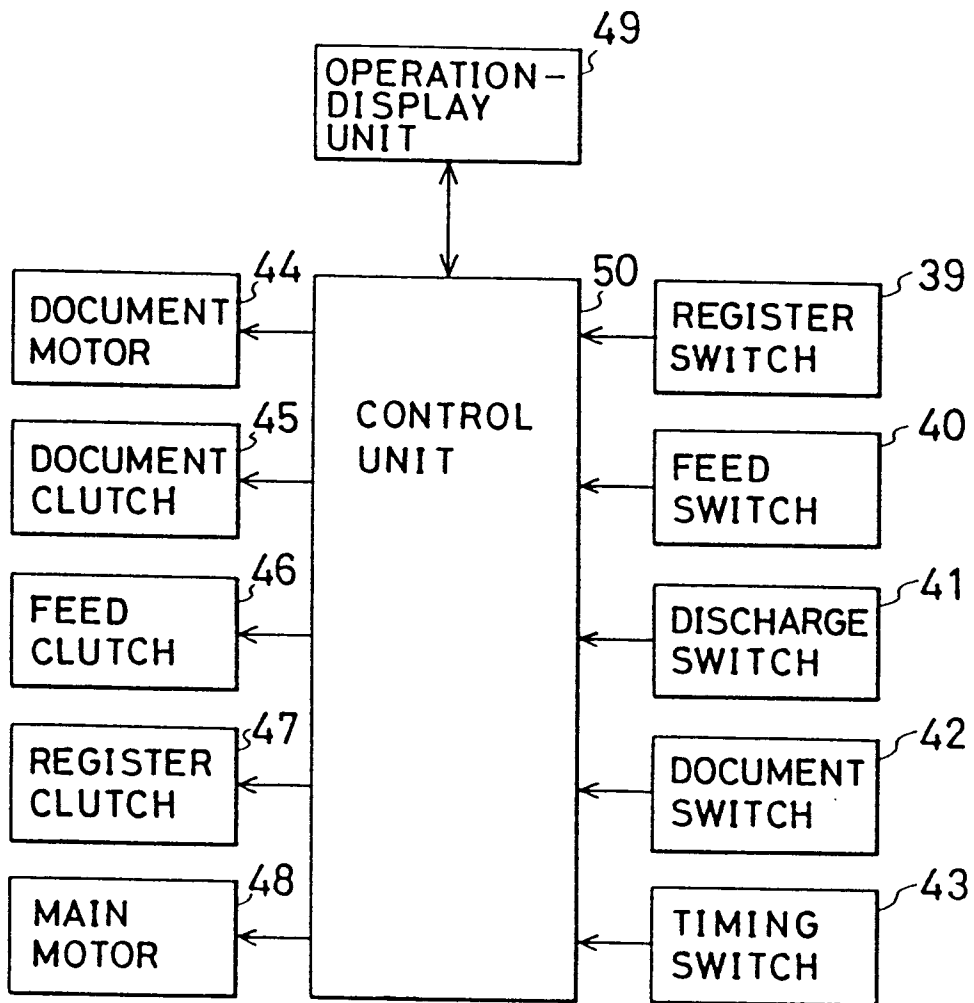 49
OPERATION-
DISPLAY
UNIT
44
DOCUMENT
MOTOR
45
DOCUMENT
CLUTCH
46
FEED
CLUTCH
47
REGISTER
CLUTCH
48
MAIN
MOTOR
50
CONTROL
UNIT
39
REGISTER
SWITCH
40
FEED
SWITCH
41
DISCHARGE
SWITCH
42
DOCUMENT
SWITCH
43
TIMING
SWITCH